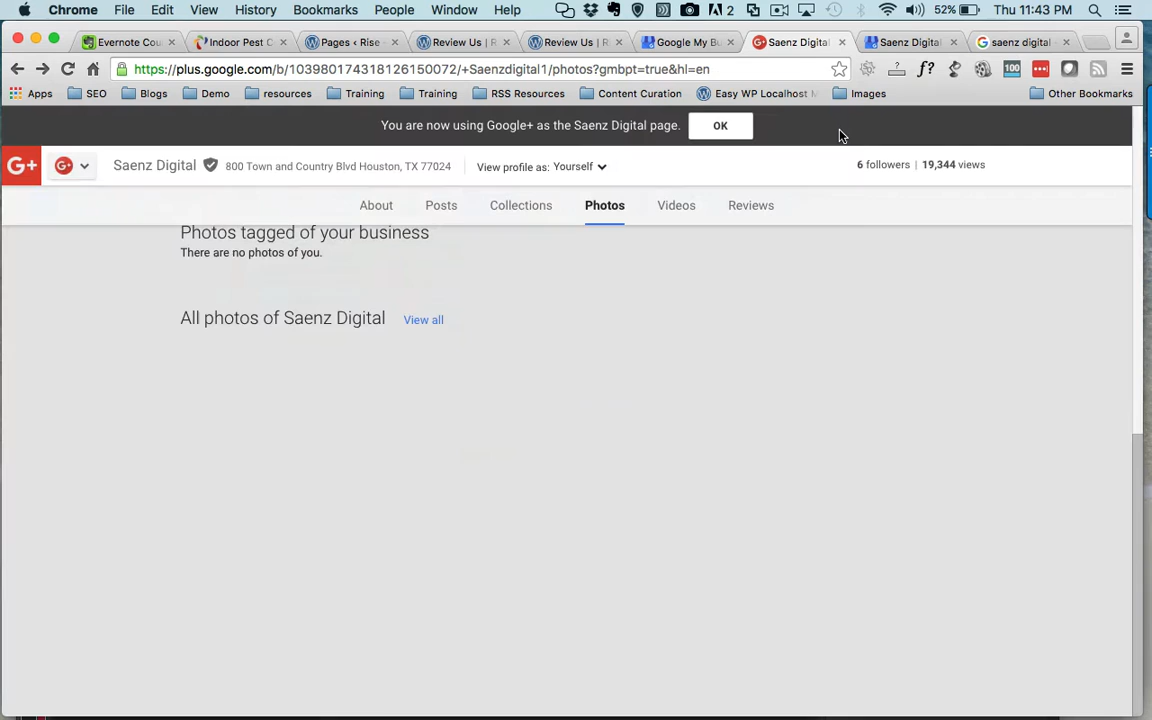 Chrome File Edit View History Bookmarks People Window Help 2 52% Thu 11:43 PM
Evernote Cou Indoor Pest C Pages ‹ Rise Review Us | R Review Us | R Google My Bu Saenz Digital Saenz Digital saenz digital
https://plus.google.com/b/103980174318126150072/+Saenzdigital1/photos?gmbpt=true&hl=en f? 100
Apps SEO Blogs Demo resources Training Training RSS Resources Content Curation Easy WP Localhost Images Other Bookmarks
You are now using Google+ as the Saenz Digital page. OK
G+ G+ Saenz Digital 800 Town and Country Blvd Houston, TX 77024 View profile as: Yourself 6 followers | 19,344 views
About Posts Collections Photos Videos Reviews
Photos tagged of your business
There are no photos of you.
All photos of Saenz Digital View all